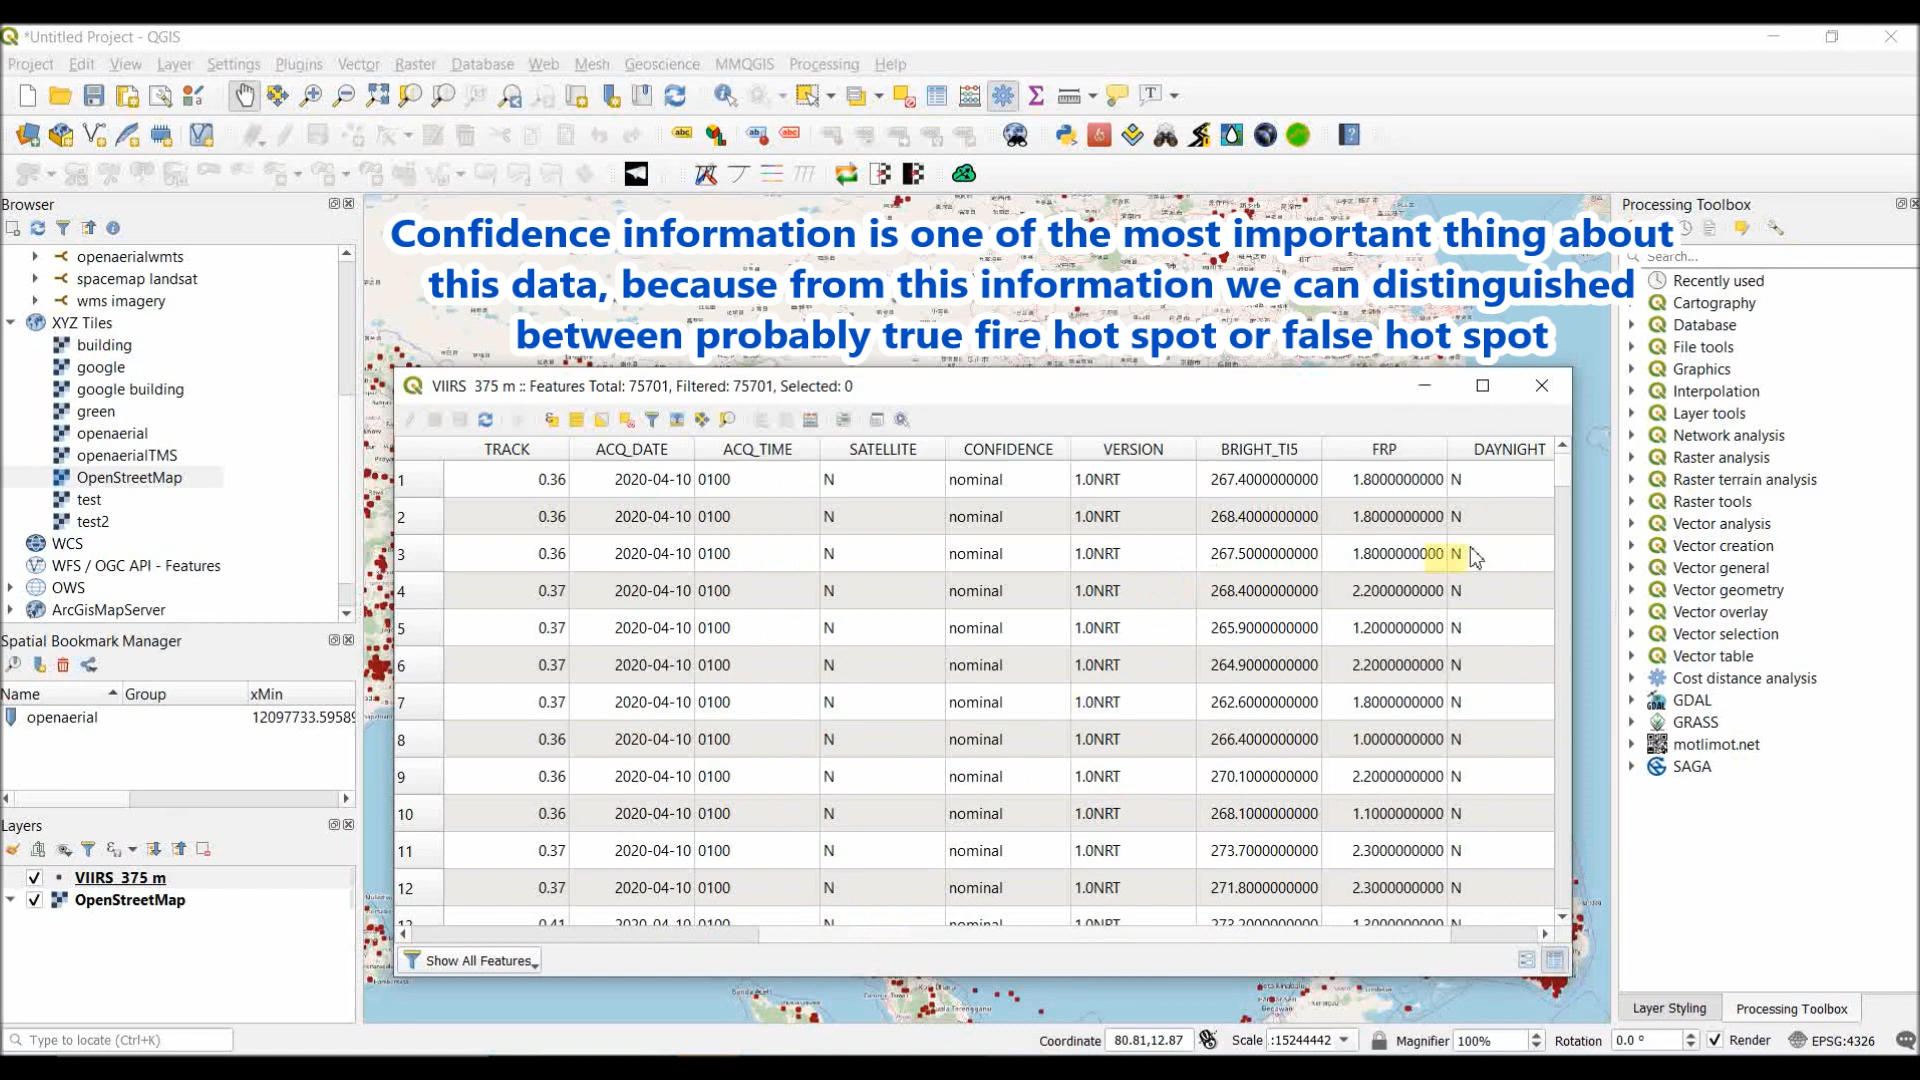 *Untitled Project - QGIS
Project Edit View Layer Settings Plugins Vector Raster Database Web Mesh Geoscience MMQGIS Processing Help
Browser
openaerialwmts
spacemap landsat
wms imagery
XYZ Tiles
building
google
google building
green
openaerial
openaerialTMS
OpenStreetMap
test
test2
WCS
WFS / OGC API - Features
OWS
ArcGisMapServer
Spatial Bookmark Manager
Name Group xMin
openaerial 12097733.5958
Layers
VIIRS 375 m
OpenStreetMap
Type to locate (Ctrl+K)
Confidence information is one of the most important thing about
this data, because from this information we can distinguished
between probably true fire hot spot or false hot spot
VIIRS 375 m :: Features Total: 75701, Filtered: 75701, Selected: 0
TRACK ACQ_DATE ACQ_TIME SATELLITE CONFIDENCE VERSION BRIGHT_TI5 FRP DAYNIGHT
1 0.36 2020-04-10 0100 N nominal 1.0NRT 267.4000000000 1.8000000000 N
2 0.36 2020-04-10 0100 N nominal 1.0NRT 268.4000000000 1.8000000000 N
3 0.36 2020-04-10 0100 N nominal 1.0NRT 267.5000000000 1.8000000000 N
4 0.37 2020-04-10 0100 N nominal 1.0NRT 268.4000000000 2.2000000000 N
5 0.37 2020-04-10 0100 N nominal 1.0NRT 265.9000000000 1.2000000000 N
6 0.37 2020-04-10 0100 N nominal 1.0NRT 264.9000000000 2.2000000000 N
7 0.37 2020-04-10 0100 N nominal 1.0NRT 262.6000000000 1.8000000000 N
8 0.36 2020-04-10 0100 N nominal 1.0NRT 266.4000000000 1.0000000000 N
9 0.36 2020-04-10 0100 N nominal 1.0NRT 270.1000000000 2.2000000000 N
10 0.36 2020-04-10 0100 N nominal 1.0NRT 268.1000000000 1.1000000000 N
11 0.37 2020-04-10 0100 N nominal 1.0NRT 273.7000000000 2.3000000000 N
12 0.37 2020-04-10 0100 N nominal 1.0NRT 271.8000000000 2.3000000000 N
13 0.41 2020-04-10 0100 N nominal 1.0NRT 273.2000000000 1.3000000000 N
Show All Features
Processing Toolbox
Search...
Recently used
Cartography
Database
File tools
Graphics
Interpolation
Layer tools
Network analysis
Raster analysis
Raster terrain analysis
Raster tools
Vector analysis
Vector creation
Vector general
Vector geometry
Vector overlay
Vector selection
Vector table
Cost distance analysis
GDAL
GRASS
motlimot.net
SAGA
Layer Styling Processing Toolbox
Coordinate 80.81,12.87 Scale :15244442 Magnifier 100% Rotation 0.0 ° Render EPSG:4326